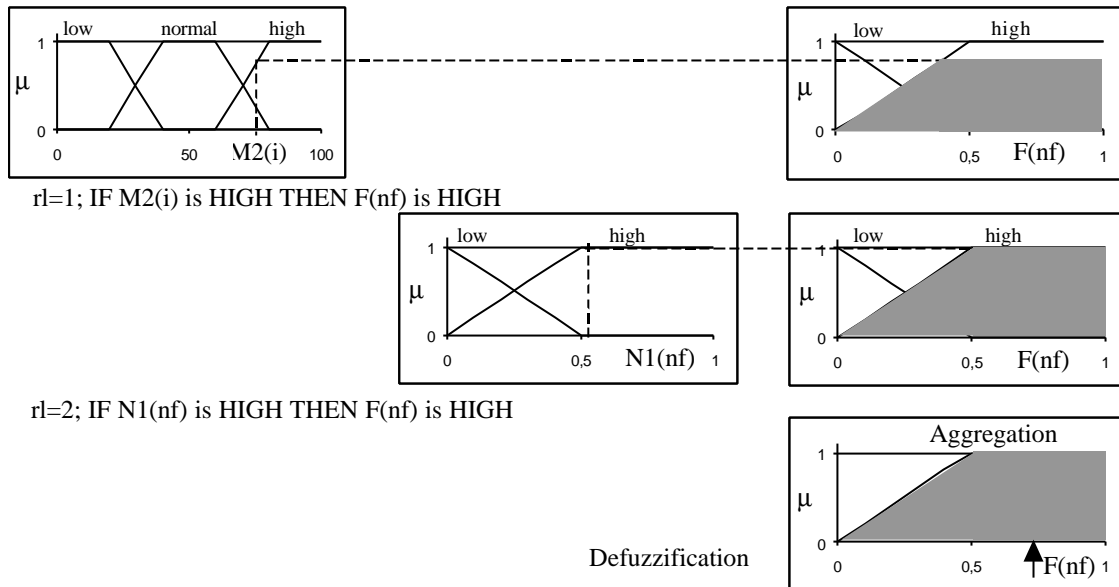 low normal high
1
μ
0
0 50 100
M2(i)
low high
1
μ
0
0 0,5 1
F(nf)
rl=1; IF M2(i) is HIGH THEN F(nf) is HIGH
low high
1
μ
0
0 0,5 1
N1(nf)
low high
1
μ
0
0 0,5 1
F(nf)
rl=2; IF N1(nf) is HIGH THEN F(nf) is HIGH
Aggregation
1
μ
0
0 0,5 1
F(nf)
Defuzzification